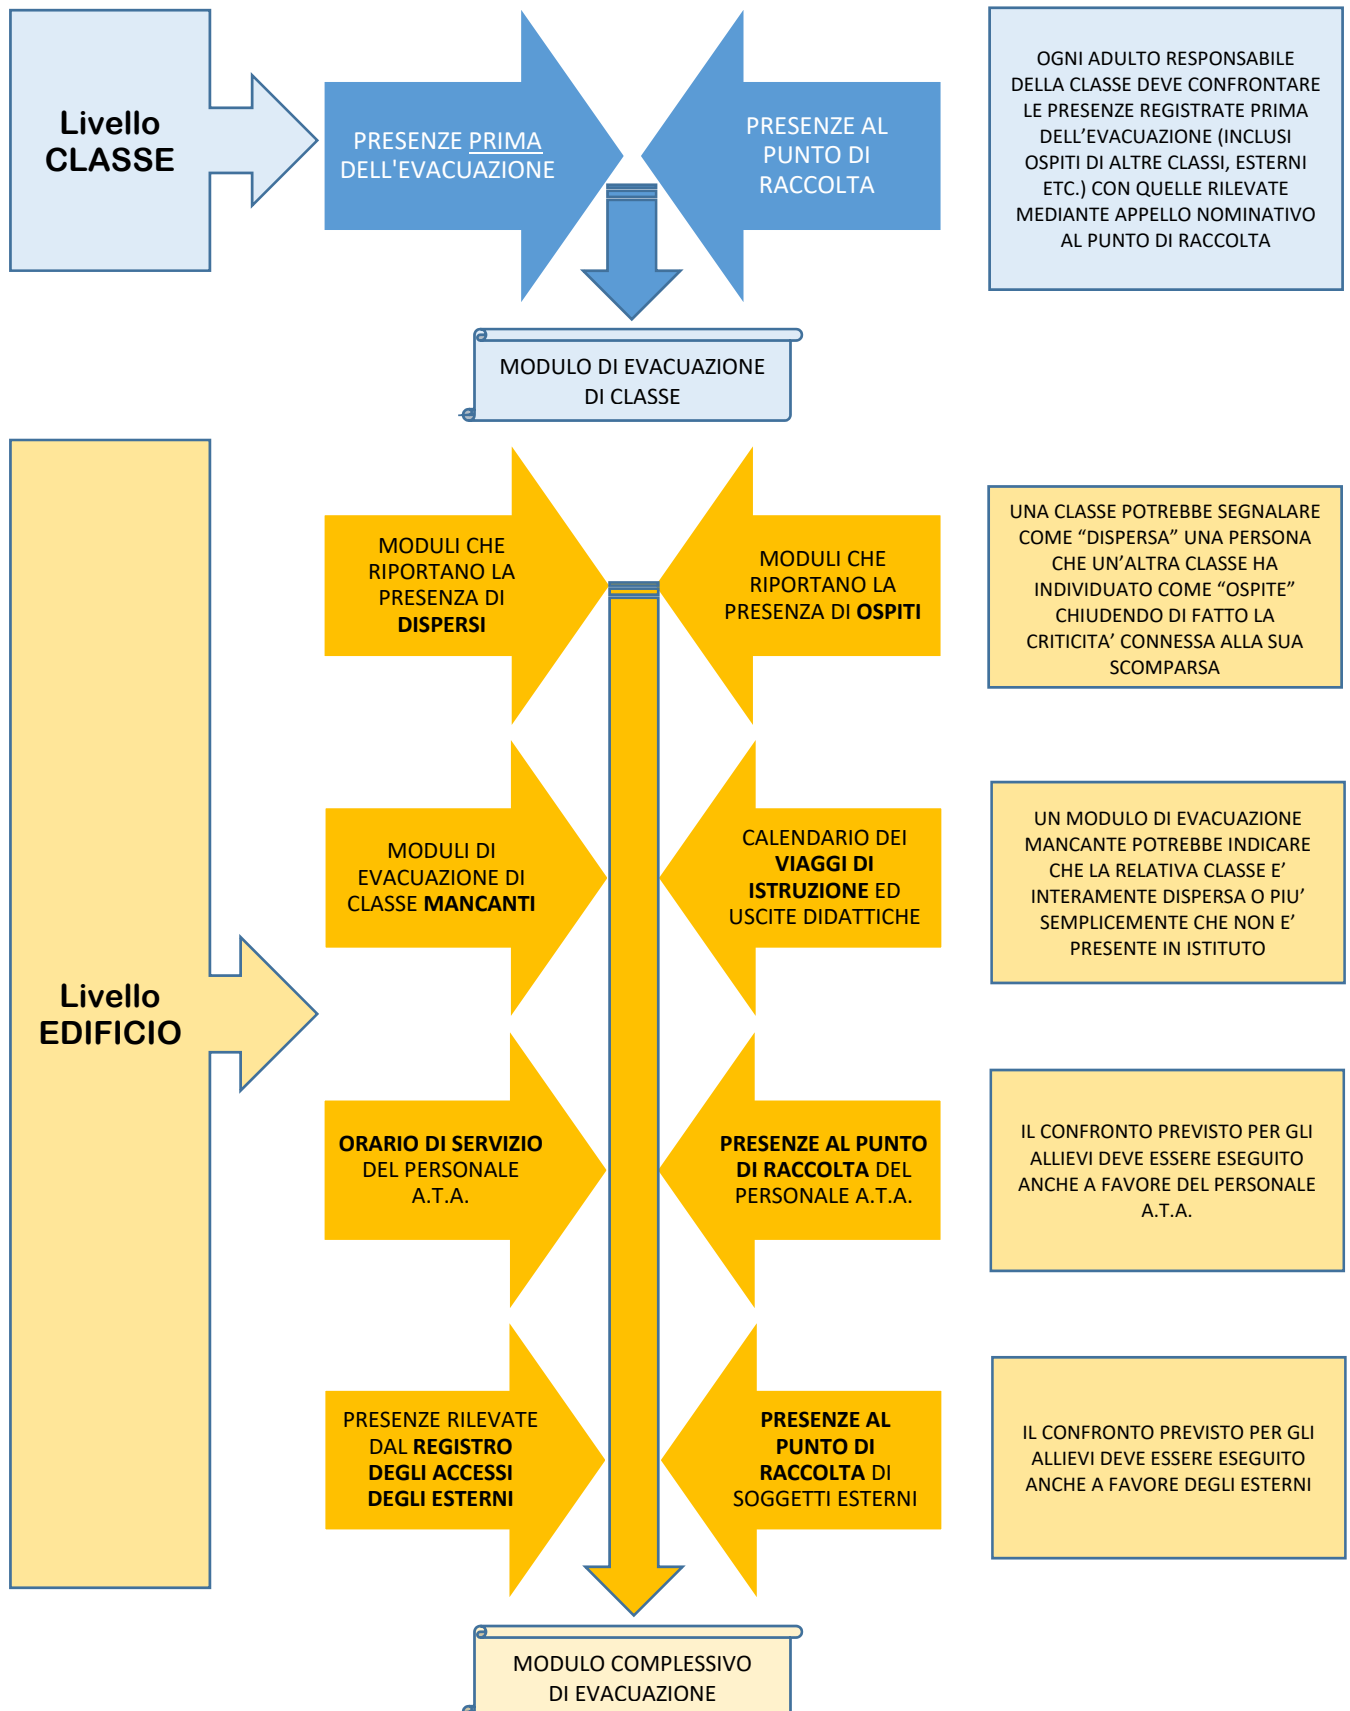 Livello
CLASSE
PRESENZE PRIMA
DELL'EVACUAZIONE
PRESENZE AL
PUNTO DI
RACCOLTA
OGNI ADULTO RESPONSABILE
DELLA CLASSE DEVE CONFRONTARE
LE PRESENZE REGISTRATE PRIMA
DELL’EVACUAZIONE (INCLUSI
OSPITI DI ALTRE CLASSI, ESTERNI
ETC.) CON QUELLE RILEVATE
MEDIANTE APPELLO NOMINATIVO
AL PUNTO DI RACCOLTA
MODULO DI EVACUAZIONE
DI CLASSE
Livello
EDIFICIO
MODULI CHE
RIPORTANO LA
PRESENZA DI
DISPERSI
MODULI CHE
RIPORTANO LA
PRESENZA DI OSPITI
UNA CLASSE POTREBBE SEGNALARE
COME “DISPERSA” UNA PERSONA
CHE UN’ALTRA CLASSE HA
INDIVIDUATO COME “OSPITE”
CHIUDENDO DI FATTO LA
CRITICITA’ CONNESSA ALLA SUA
SCOMPARSA
MODULI DI
EVACUAZIONE DI
CLASSE MANCANTI
CALENDARIO DEI
VIAGGI DI
ISTRUZIONE ED
USCITE DIDATTICHE
UN MODULO DI EVACUAZIONE
MANCANTE POTREBBE INDICARE
CHE LA RELATIVA CLASSE E’
INTERAMENTE DISPERSA O PIU’
SEMPLICEMENTE CHE NON E’
PRESENTE IN ISTITUTO
ORARIO DI SERVIZIO
DEL PERSONALE
A.T.A.
PRESENZE AL PUNTO
DI RACCOLTA DEL
PERSONALE A.T.A.
IL CONFRONTO PREVISTO PER GLI
ALLIEVI DEVE ESSERE ESEGUITO
ANCHE A FAVORE DEL PERSONALE
A.T.A.
PRESENZE RILEVATE
DAL REGISTRO
DEGLI ACCESSI
DEGLI ESTERNI
PRESENZE AL
PUNTO DI
RACCOLTA DI
SOGGETTI ESTERNI
IL CONFRONTO PREVISTO PER GLI
ALLIEVI DEVE ESSERE ESEGUITO
ANCHE A FAVORE DEGLI ESTERNI
MODULO COMPLESSIVO
DI EVACUAZIONE